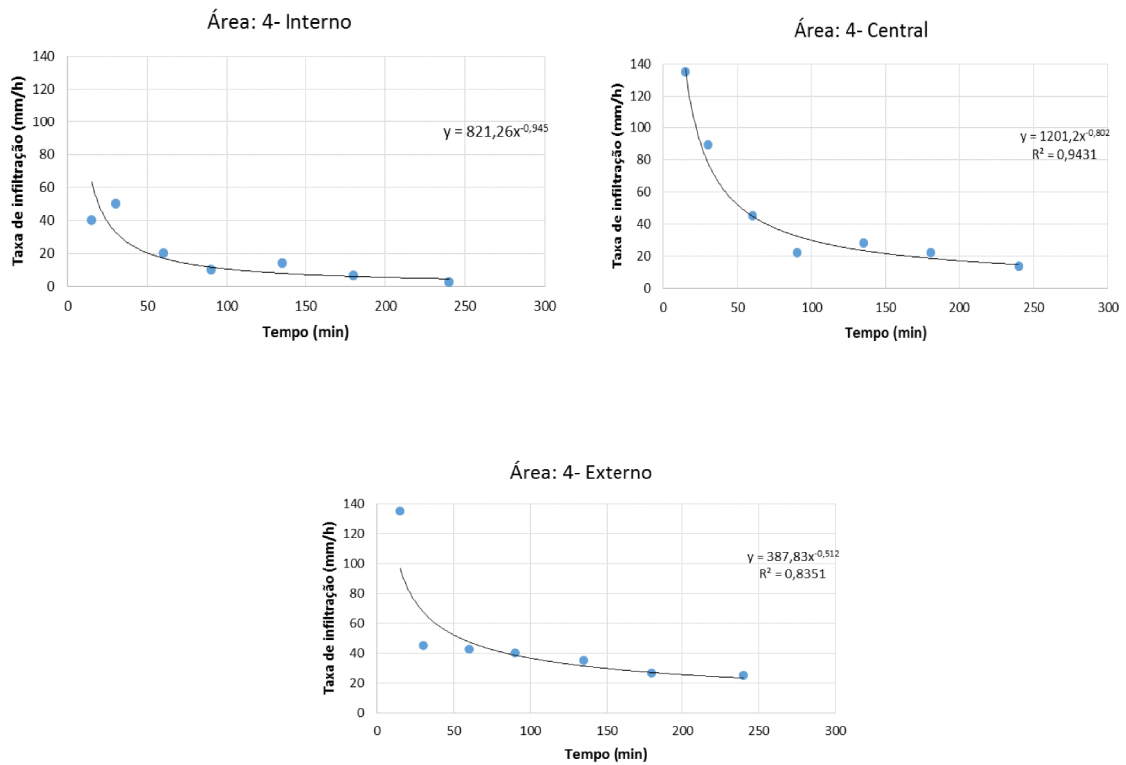 Área: 4- Interno
Taxa de infiltração (mm/h)
140
120
100
80
60
40
20
0
y = 821,26x^-0,945
0 50 100 150 200 250 300
Tempo (min)
Área: 4- Central
Taxa de infiltração (mm/h)
140
120
100
80
60
40
20
0
y = 1201,2x^-0,802
R² = 0,9431
0 50 100 150 200 250 300
Tempo (min)
Área: 4- Externo
Taxa de infiltração (mm/h)
140
120
100
80
60
40
20
0
y = 387,83x^-0,512
R² = 0,8351
0 50 100 150 200 250 300
Tempo (min)